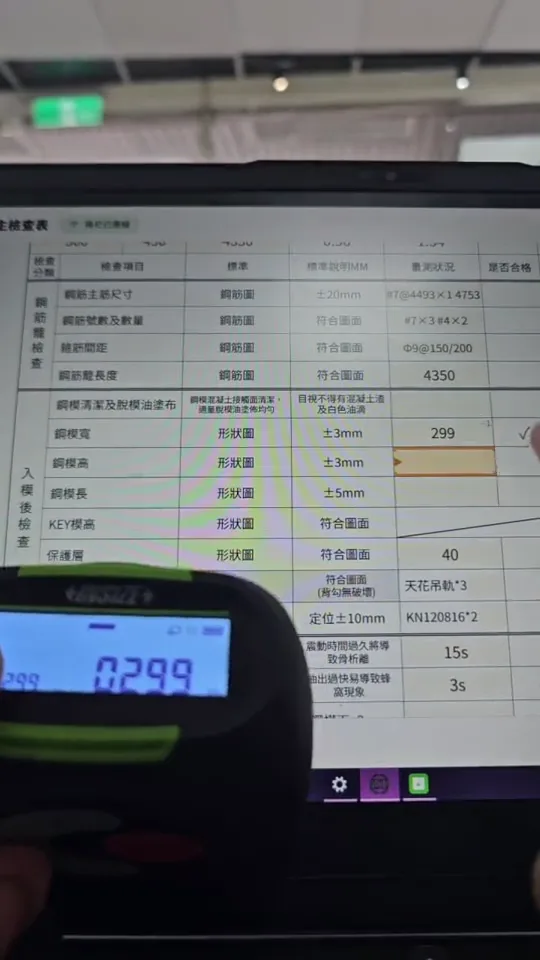 主檢查表
檢查分類 檢查項目 標準 標準說明MM 量測狀況 是否合格
鋼筋籠檢查
鋼筋主筋尺寸 鋼筋圖 ±20mm #7@4493×1 4753
鋼筋號數及數量 鋼筋圖 符合圖面 #7×3 #4×2
箍筋間距 鋼筋圖 符合圖面 Φ9@150/200
鋼筋籠長度 鋼筋圖 符合圖面 4350
入模後檢查
鋼模清潔及脫模油塗布 鋼模混凝土接觸面清潔，適量脫模油塗佈均勻 目視不得有混凝土渣及白色油滴
鋼模寬 形狀圖 ±3mm 299 -1 ✓
鋼模高 形狀圖 ±3mm
鋼模長 形狀圖 ±5mm
KEY模高 形狀圖 符合圖面
保護層 形狀圖 符合圖面 40
符合圖面(背勾無破壞) 天花吊軌*3
定位±10mm KN120816*2
震動時間過久將導致骨析離 15s
抽出過快易導致蜂窩現象 3s
0299
299